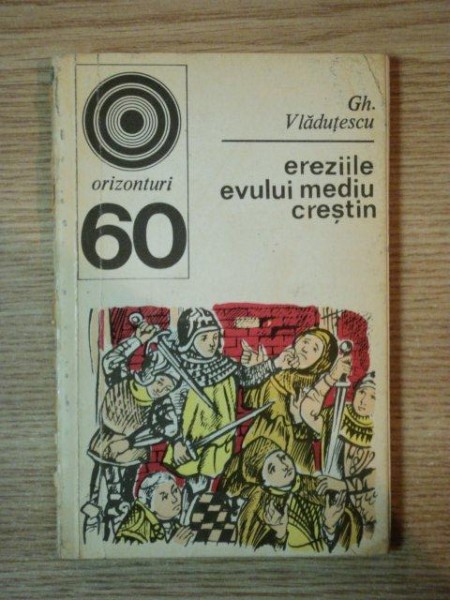 orizonturi
60
Gh.
Vlăduțescu
ereziile
evului mediu
creștin